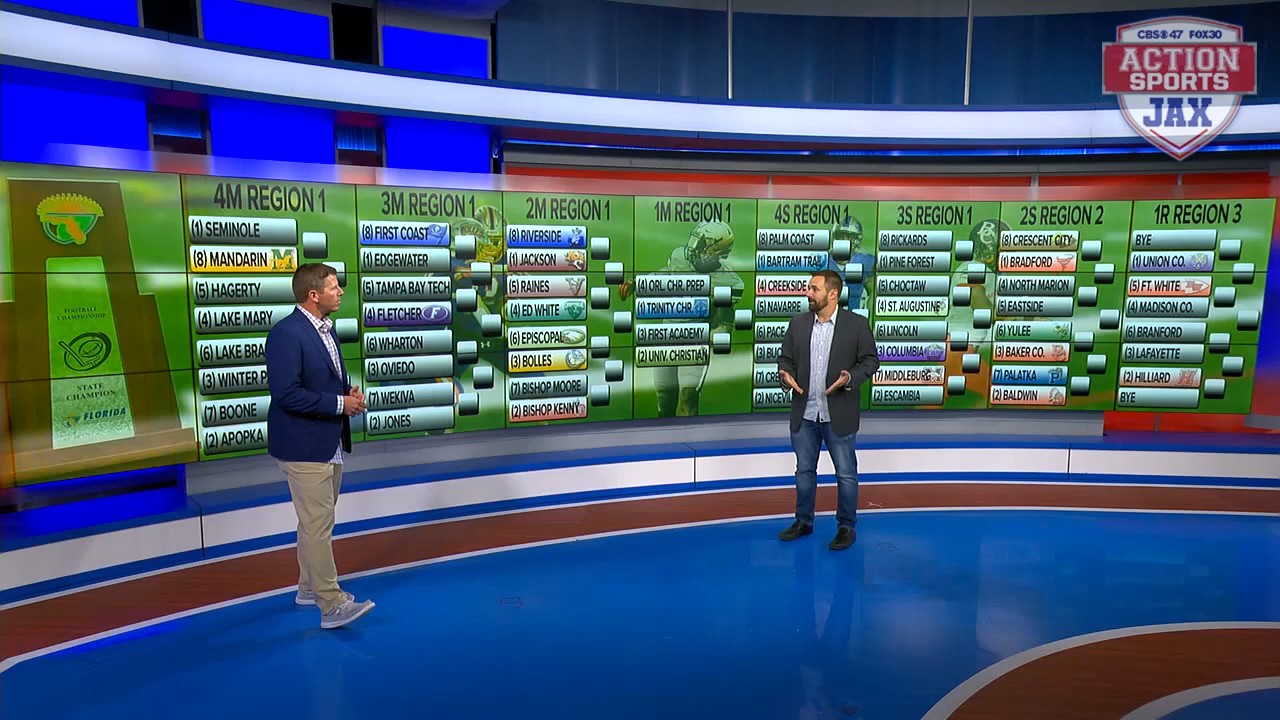 CBS 47 FOX30
ACTION
SPORTS
JAX
FOOTBALL
CHAMPIONSHIP
STATE
CHAMPION
FLORIDA
4M REGION 1
(1) SEMINOLE
(8) MANDARIN M
(5) HAGERTY
(4) LAKE MARY
(6) LAKE BRA
(3) WINTER P
(7) BOONE
(2) APOPKA
3M REGION 1
(8) FIRST COAST
(1) EDGEWATER
(5) TAMPA BAY TECH
(4) FLETCHER F
(6) WHARTON
(3) OVIEDO
(7) WEKIVA
(2) JONES
2M REGION 1
(8) RIVERSIDE
(1) JACKSON
(5) RAINES
(4) ED WHITE
(6) EPISCOPAL
(3) BOLLES
(7) BISHOP MOORE
(2) BISHOP KENNY
1M REGION 1
(4) ORL. CHR. PREP
(1) TRINITY CHR.
(3) FIRST ACADEMY
(2) UNIV. CHRISTIAN
4S REGION 1
(8) PALM COAST
(1) BARTRAM TRAIL
(4) CREEKSIDE
NAVARRE
PACE
(7) CRE
(2) NICEVIL
3S REGION 1
(8) RICKARDS
(1) PINE FOREST
(5) CHOCTAW
(4) ST. AUGUSTINE
(6) LINCOLN
(3) COLUMBIA
(7) MIDDLEBURG
(2) ESCAMBIA
2S REGION 2
(8) CRESCENT CITY
(1) BRADFORD
(4) NORTH MARION
(5) EASTSIDE
(6) YULEE
(3) BAKER CO.
(7) PALATKA P
(2) BALDWIN
1R REGION 3
BYE
(1) UNION CO.
(5) FT. WHITE
(4) MADISON CO.
(6) BRANFORD
(3) LAFAYETTE
(2) HILLIARD H
BYE